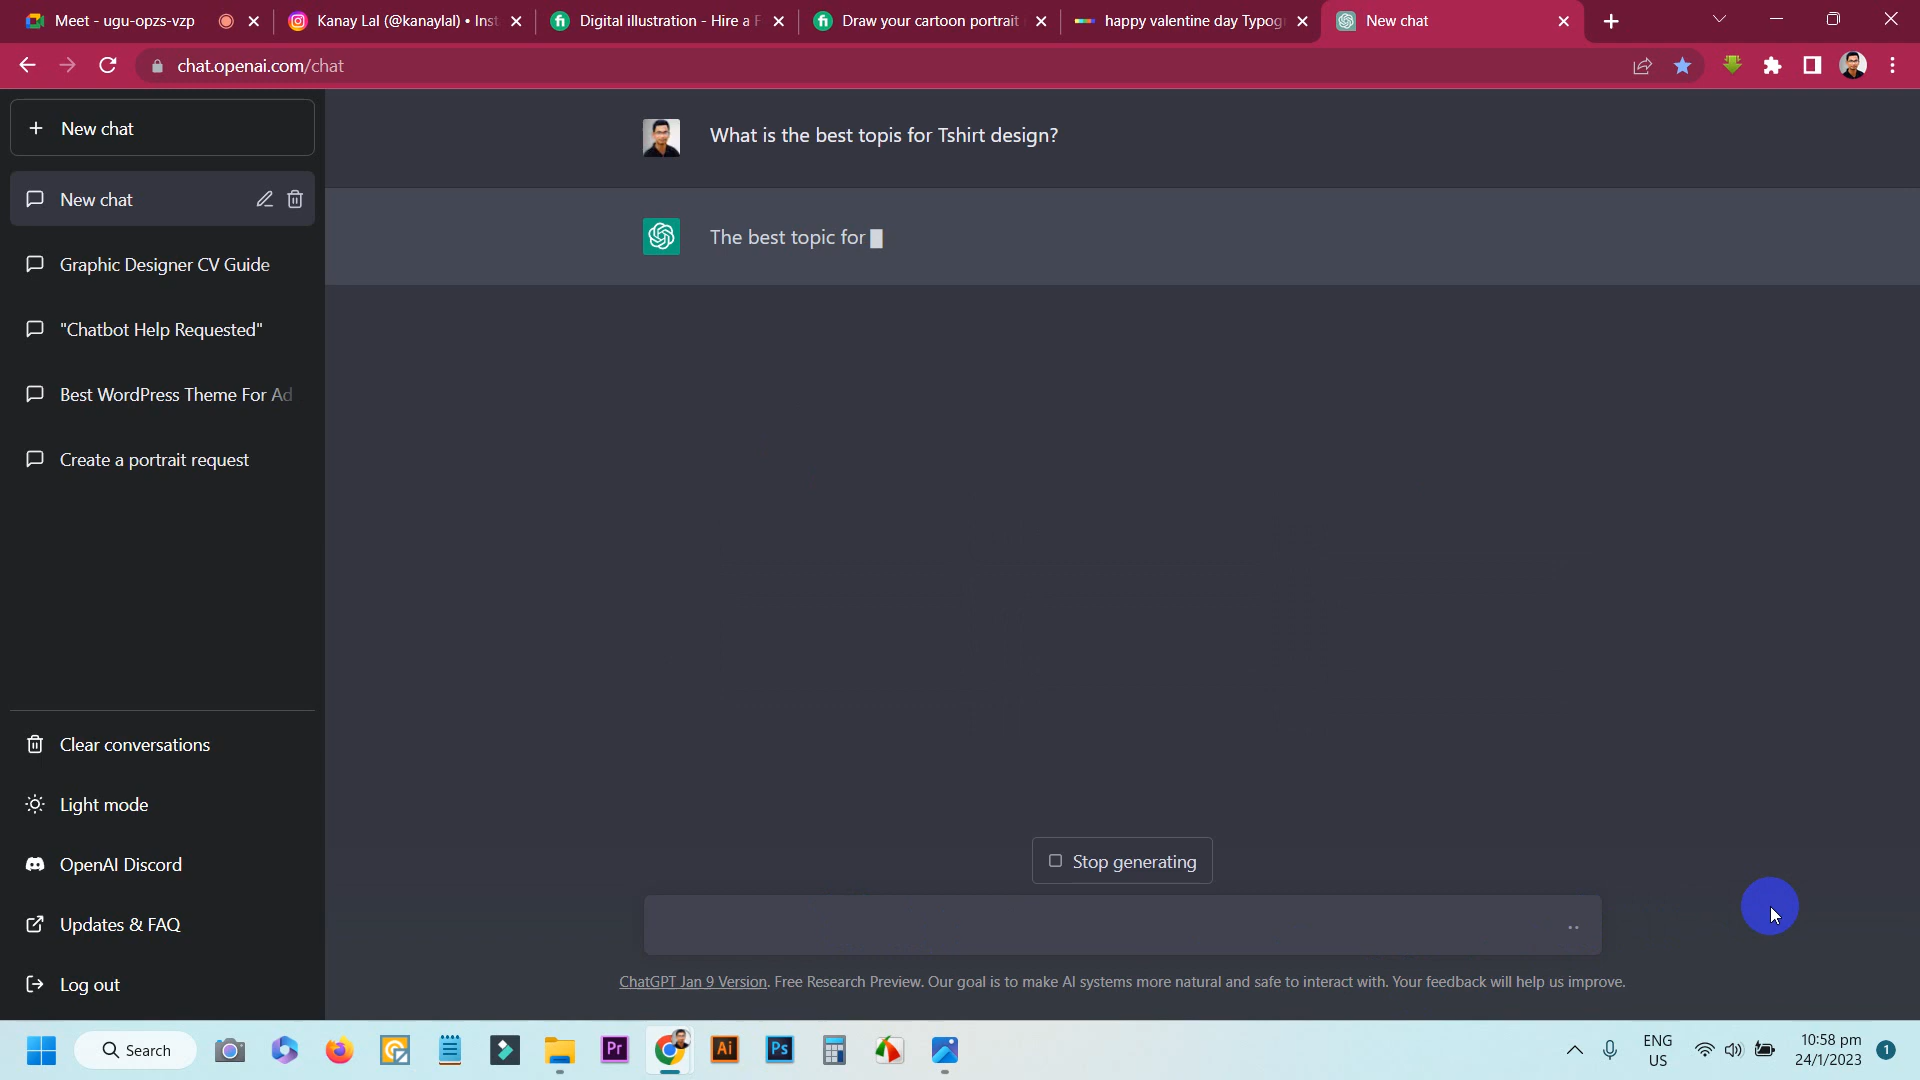 Meet - ugu-opzs-vzp
Kanay Lal (@kanaylal) • Inst
Digital illustration - Hire a F
Draw your cartoon portrait
happy valentine day Typogr
New chat
chat.openai.com/chat
New chat
New chat
Graphic Designer CV Guide
"Chatbot Help Requested"
Best WordPress Theme For Ad
Create a portrait request
Clear conversations
Light mode
OpenAI Discord
Updates & FAQ
Log out
What is the best topis for Tshirt design?
The best topic for
Stop generating
ChatGPT Jan 9 Version. Free Research Preview. Our goal is to make AI systems more natural and safe to interact with. Your feedback will help us improve.
Search
Pr
Ai
Ps
ENG
US
10:58 pm
24/1/2023
1